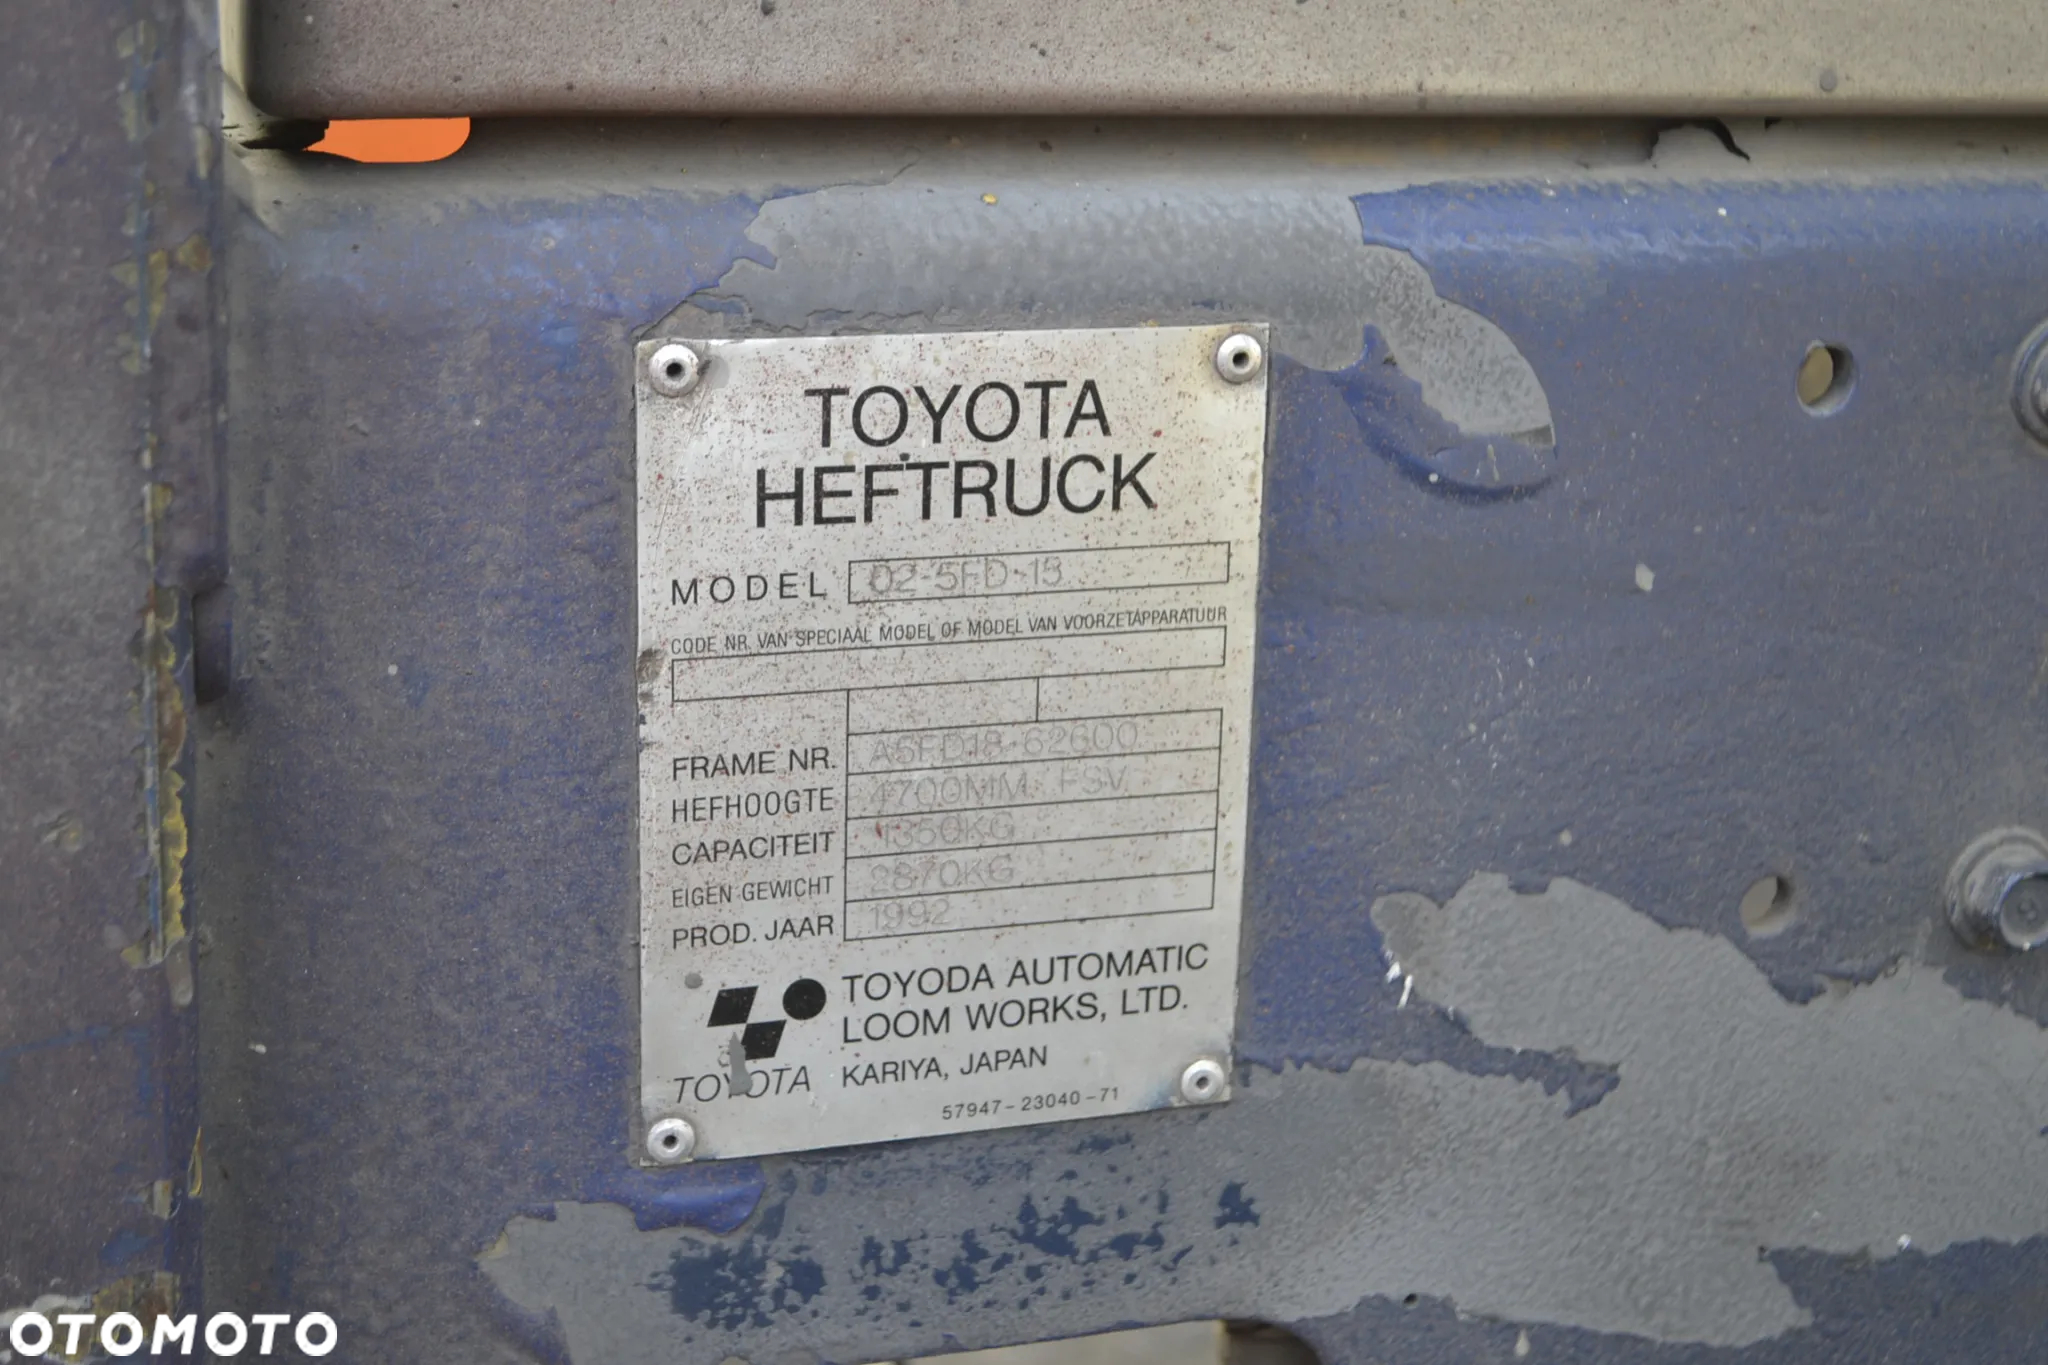 TOYOTA
HEFTRUCK
MODEL 02-5FD-15
CODE NR. VAN SPECIAAL MODEL OF MODEL VAN VOORZETAPPARATUUR
FRAME NR. A5FD18-62600
HEFHOOGTE 4700MM FSV
CAPACITEIT 1350KG
EIGEN GEWICHT 2870KG
PROD. JAAR 1992
TOYODA AUTOMATIC
LOOM WORKS, LTD.
TOYOTA KARIYA, JAPAN
57947-23040-71
OTOMOTO